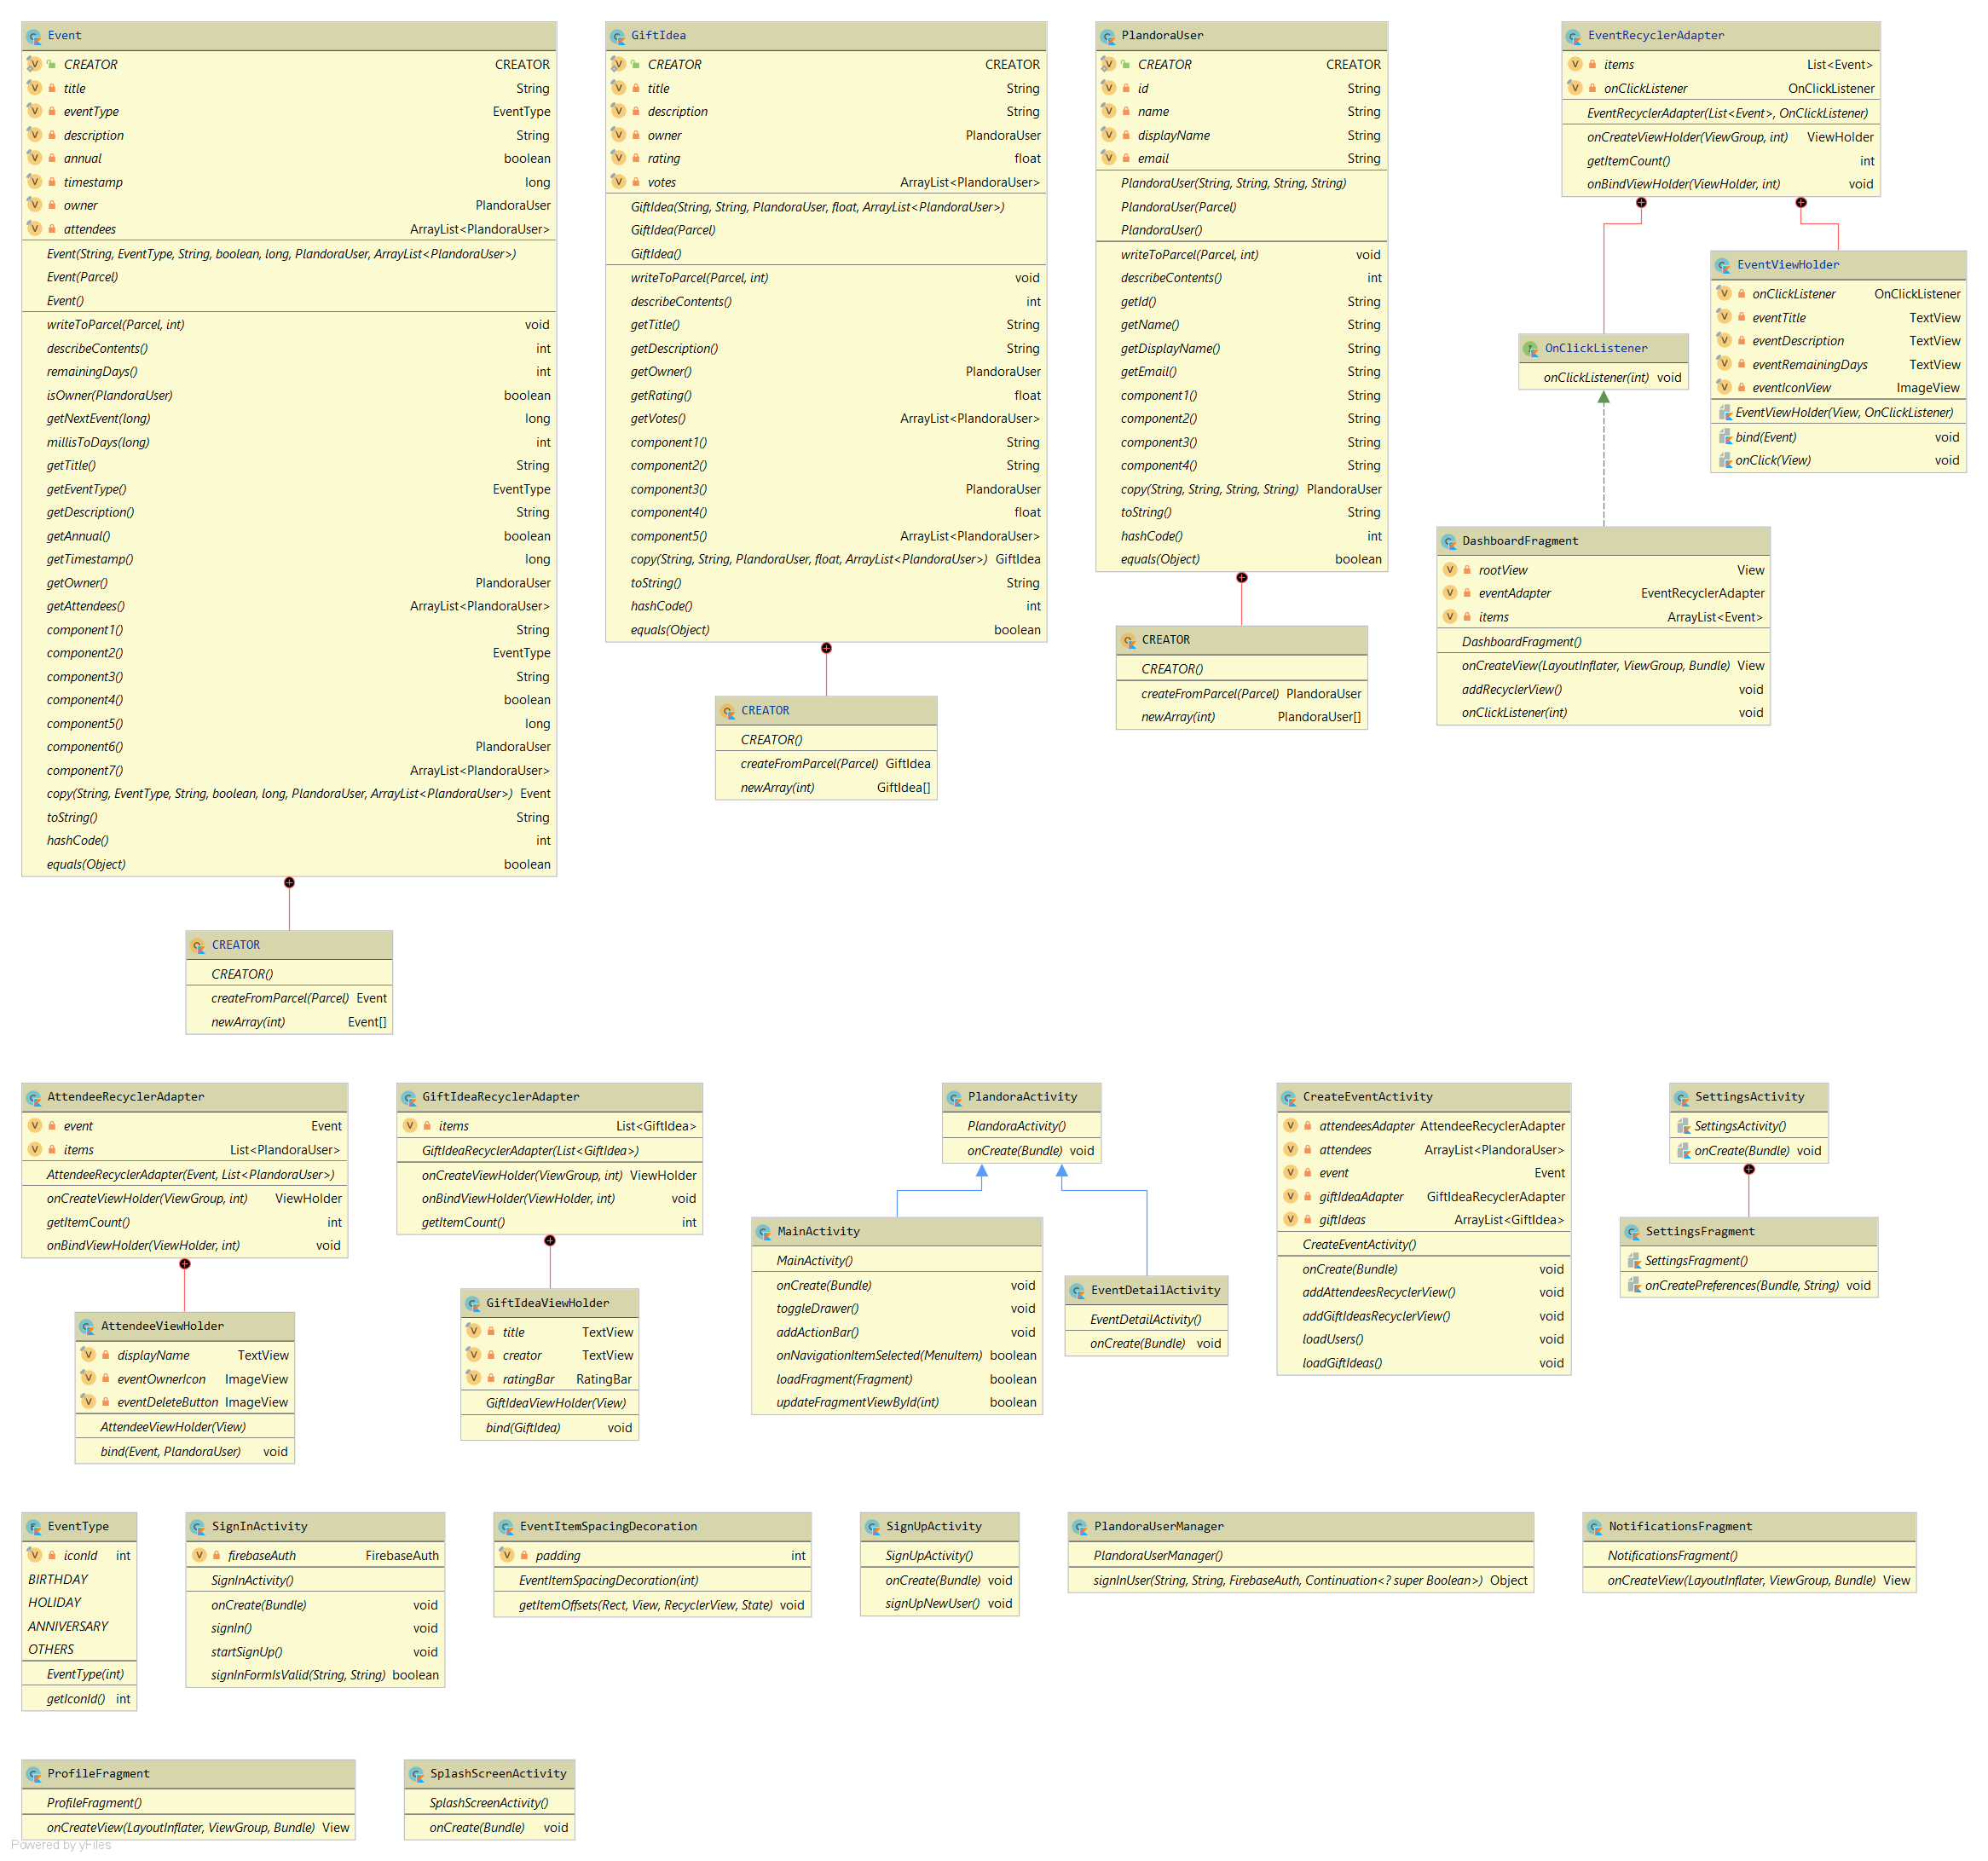 Event
CREATOR CREATOR
title String
eventType EventType
description String
annual boolean
timestamp long
owner PlandoraUser
attendees ArrayList<PlandoraUser>
Event(String, EventType, String, boolean, long, PlandoraUser, ArrayList<PlandoraUser>)
Event(Parcel)
Event()
writeToParcel(Parcel, int) void
describeContents() int
remainingDays() int
isOwner(PlandoraUser) boolean
getNextEvent(long) long
millisToDays(long) int
getTitle() String
getEventType() EventType
getDescription() String
getAnnual() boolean
getTimestamp() long
getOwner() PlandoraUser
getAttendees() ArrayList<PlandoraUser>
component1() String
component2() EventType
component3() String
component4() boolean
component5() long
component6() PlandoraUser
component7() ArrayList<PlandoraUser>
copy(String, EventType, String, boolean, long, PlandoraUser, ArrayList<PlandoraUser>) Event
toString() String
hashCode() int
equals(Object) boolean
CREATOR
CREATOR()
createFromParcel(Parcel) Event
newArray(int) Event[]
GiftIdea
CREATOR CREATOR
title String
description String
owner PlandoraUser
rating float
votes ArrayList<PlandoraUser>
GiftIdea(String, String, PlandoraUser, float, ArrayList<PlandoraUser>)
GiftIdea(Parcel)
GiftIdea()
writeToParcel(Parcel, int) void
describeContents() int
getTitle() String
getDescription() String
getOwner() PlandoraUser
getRating() float
getVotes() ArrayList<PlandoraUser>
component1() String
component2() String
component3() PlandoraUser
component4() float
component5() ArrayList<PlandoraUser>
copy(String, String, PlandoraUser, float, ArrayList<PlandoraUser>) GiftIdea
toString() String
hashCode() int
equals(Object) boolean
CREATOR
CREATOR()
createFromParcel(Parcel) GiftIdea
newArray(int) GiftIdea[]
PlandoraUser
CREATOR CREATOR
id String
name String
displayName String
email String
PlandoraUser(String, String, String, String)
PlandoraUser(Parcel)
PlandoraUser()
writeToParcel(Parcel, int) void
describeContents() int
getId() String
getName() String
getDisplayName() String
getEmail() String
component1() String
component2() String
component3() String
component4() String
copy(String, String, String, String) PlandoraUser
toString() String
hashCode() int
equals(Object) boolean
CREATOR
CREATOR()
createFromParcel(Parcel) PlandoraUser
newArray(int) PlandoraUser[]
EventRecyclerAdapter
items List<Event>
onClickListener OnClickListener
EventRecyclerAdapter(List<Event>, OnClickListener)
onCreateViewHolder(ViewGroup, int) ViewHolder
getItemCount() int
onBindViewHolder(ViewHolder, int) void
EventViewHolder
onClickListener OnClickListener
eventTitle TextView
eventDescription TextView
eventRemainingDays TextView
eventIconView ImageView
EventViewHolder(View, OnClickListener)
bind(Event) void
onClick(View) void
OnClickListener
onClickListener(int) void
DashboardFragment
rootView View
eventAdapter EventRecyclerAdapter
items ArrayList<Event>
DashboardFragment()
onCreateView(LayoutInflater, ViewGroup, Bundle) View
addRecyclerView() void
onClickListener(int) void
AttendeeRecyclerAdapter
event Event
items List<PlandoraUser>
AttendeeRecyclerAdapter(Event, List<PlandoraUser>)
onCreateViewHolder(ViewGroup, int) ViewHolder
getItemCount() int
onBindViewHolder(ViewHolder, int) void
AttendeeViewHolder
displayName TextView
eventOwnerIcon ImageView
eventDeleteButton ImageView
AttendeeViewHolder(View)
bind(Event, PlandoraUser) void
GiftIdeaRecyclerAdapter
items List<GiftIdea>
GiftIdeaRecyclerAdapter(List<GiftIdea>)
onCreateViewHolder(ViewGroup, int) ViewHolder
onBindViewHolder(ViewHolder, int) void
getItemCount() int
GiftIdeaViewHolder
title TextView
creator TextView
ratingBar RatingBar
GiftIdeaViewHolder(View)
bind(GiftIdea) void
PlandoraActivity
PlandoraActivity()
onCreate(Bundle) void
MainActivity
MainActivity()
onCreate(Bundle) void
toggleDrawer() void
addActionBar() void
onNavigationItemSelected(MenuItem) boolean
loadFragment(Fragment) boolean
updateFragmentViewById(int) boolean
EventDetailActivity
EventDetailActivity()
onCreate(Bundle) void
CreateEventActivity
attendeesAdapter AttendeeRecyclerAdapter
attendees ArrayList<PlandoraUser>
event Event
giftIdeaAdapter GiftIdeaRecyclerAdapter
giftIdeas ArrayList<GiftIdea>
CreateEventActivity()
onCreate(Bundle) void
addAttendeesRecyclerView() void
addGiftIdeasRecyclerView() void
loadUsers() void
loadGiftIdeas() void
SettingsActivity
SettingsActivity()
onCreate(Bundle) void
SettingsFragment
SettingsFragment()
onCreatePreferences(Bundle, String) void
EventType
iconId int
BIRTHDAY
HOLIDAY
ANNIVERSARY
OTHERS
EventType(int)
getIconId() int
SignInActivity
firebaseAuth FirebaseAuth
SignInActivity()
onCreate(Bundle) void
signIn() void
startSignUp() void
signInFormIsValid(String, String) boolean
EventItemSpacingDecoration
padding int
EventItemSpacingDecoration(int)
getItemOffsets(Rect, View, RecyclerView, State) void
SignUpActivity
SignUpActivity()
onCreate(Bundle) void
signUpNewUser() void
PlandoraUserManager
PlandoraUserManager()
signInUser(String, String, FirebaseAuth, Continuation<? super Boolean>) Object
NotificationsFragment
NotificationsFragment()
onCreateView(LayoutInflater, ViewGroup, Bundle) View
ProfileFragment
ProfileFragment()
onCreateView(LayoutInflater, ViewGroup, Bundle) View
SplashScreenActivity
SplashScreenActivity()
onCreate(Bundle) void
Powered by yFiles